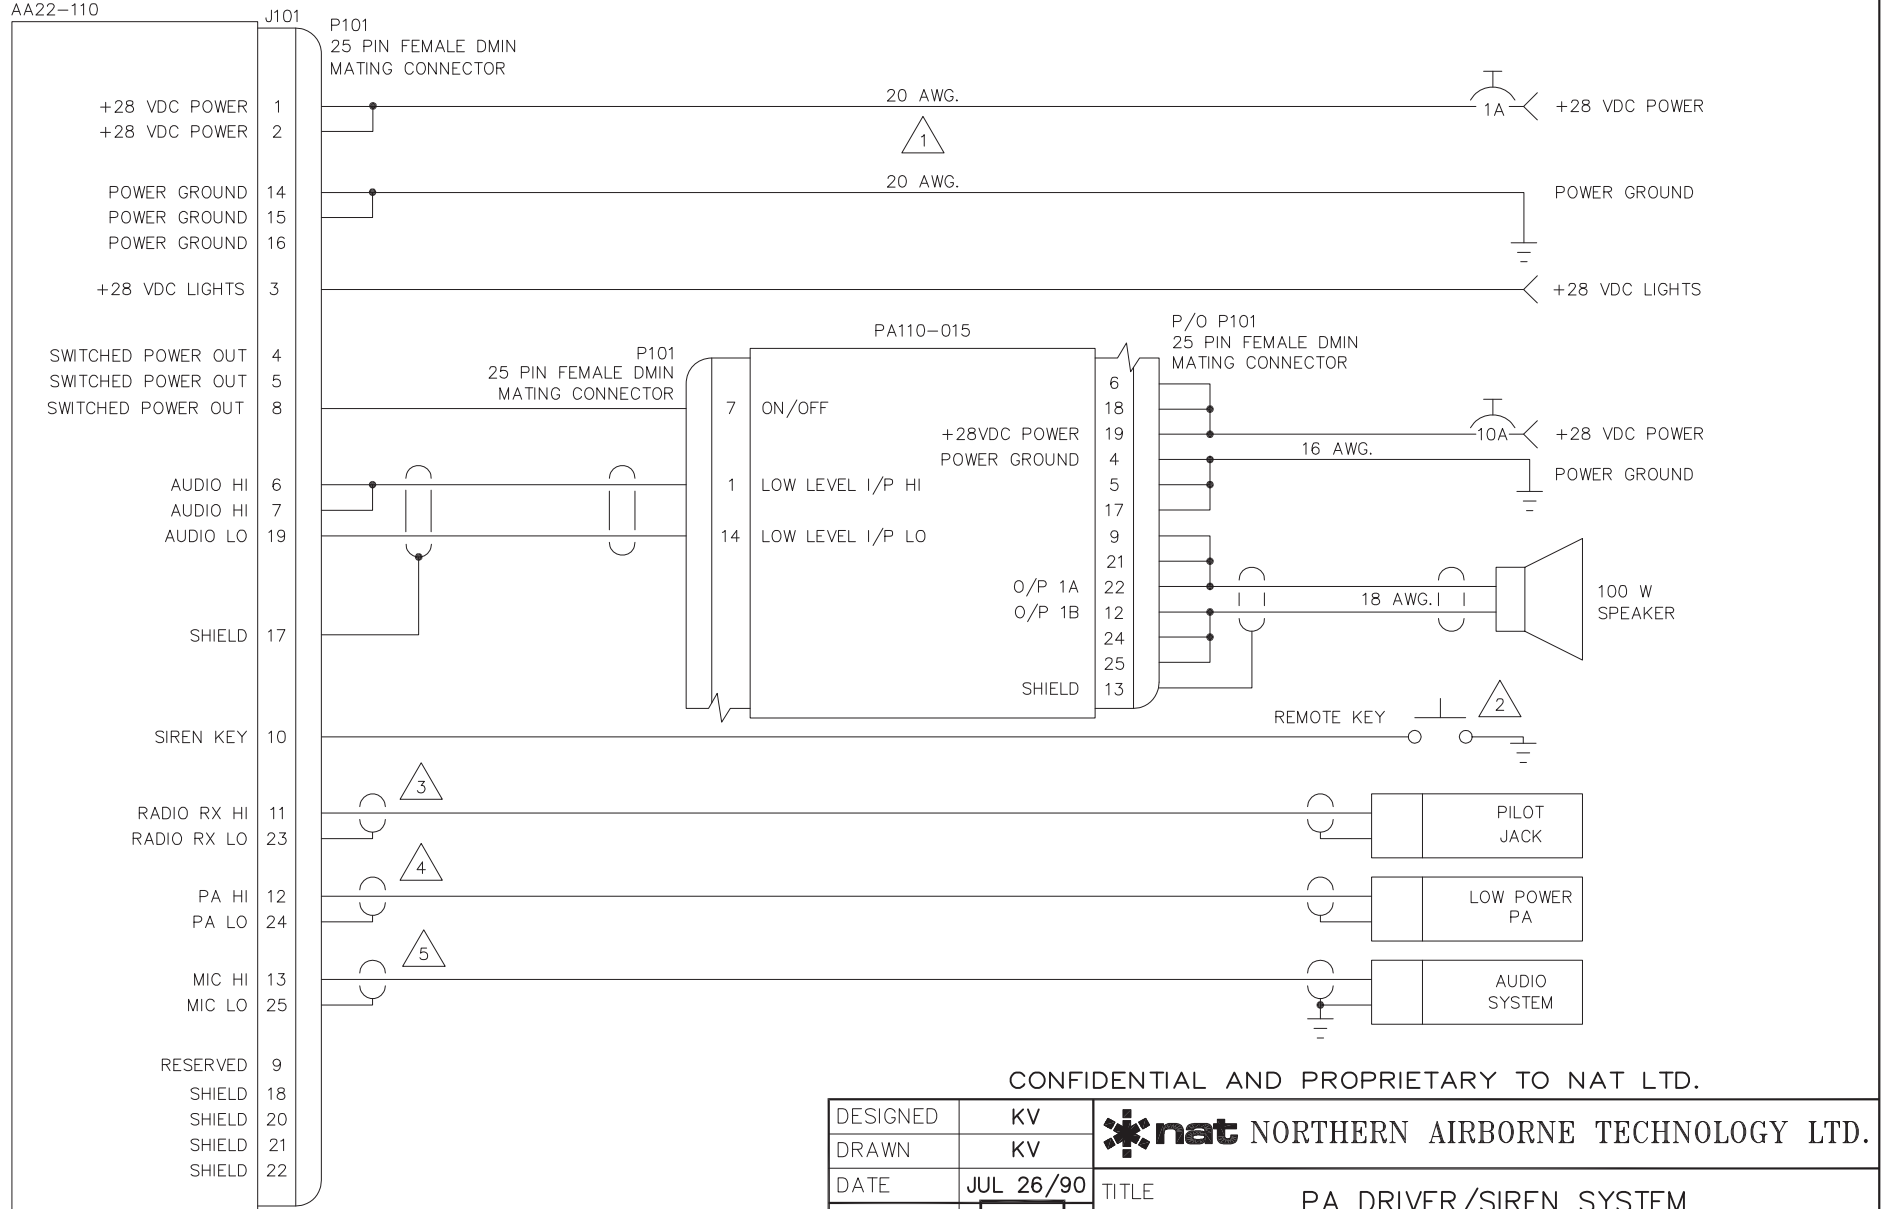 AA22-110
J101
P101
25 PIN FEMALE DMIN
MATING CONNECTOR
+28 VDC POWER 1
+28 VDC POWER 2
20 AWG.
1
1A
+28 VDC POWER
POWER GROUND 14
POWER GROUND 15
POWER GROUND 16
20 AWG.
POWER GROUND
+28 VDC LIGHTS 3
+28 VDC LIGHTS
SWITCHED POWER OUT 4
SWITCHED POWER OUT 5
SWITCHED POWER OUT 8
P101
25 PIN FEMALE DMIN
MATING CONNECTOR
PA110-015
P/O P101
25 PIN FEMALE DMIN
MATING CONNECTOR
7 ON/OFF
1 LOW LEVEL I/P HI
14 LOW LEVEL I/P LO
6
18
+28VDC POWER 19
POWER GROUND 4
5
17
9
21
O/P 1A 22
O/P 1B 12
24
25
SHIELD 13
10A
+28 VDC POWER
16 AWG.
POWER GROUND
18 AWG.
100 W
SPEAKER
AUDIO HI 6
AUDIO HI 7
AUDIO LO 19
SHIELD 17
SIREN KEY 10
REMOTE KEY
2
3
RADIO RX HI 11
RADIO RX LO 23
PILOT
JACK
4
PA HI 12
PA LO 24
LOW POWER
PA
5
MIC HI 13
MIC LO 25
AUDIO
SYSTEM
RESERVED 9
SHIELD 18
SHIELD 20
SHIELD 21
SHIELD 22
CONFIDENTIAL AND PROPRIETARY TO NAT LTD.
DESIGNED KV
DRAWN KV
DATE JUL 26/90
nat NORTHERN AIRBORNE TECHNOLOGY LTD.
TITLE
PA DRIVER/SIREN SYSTEM